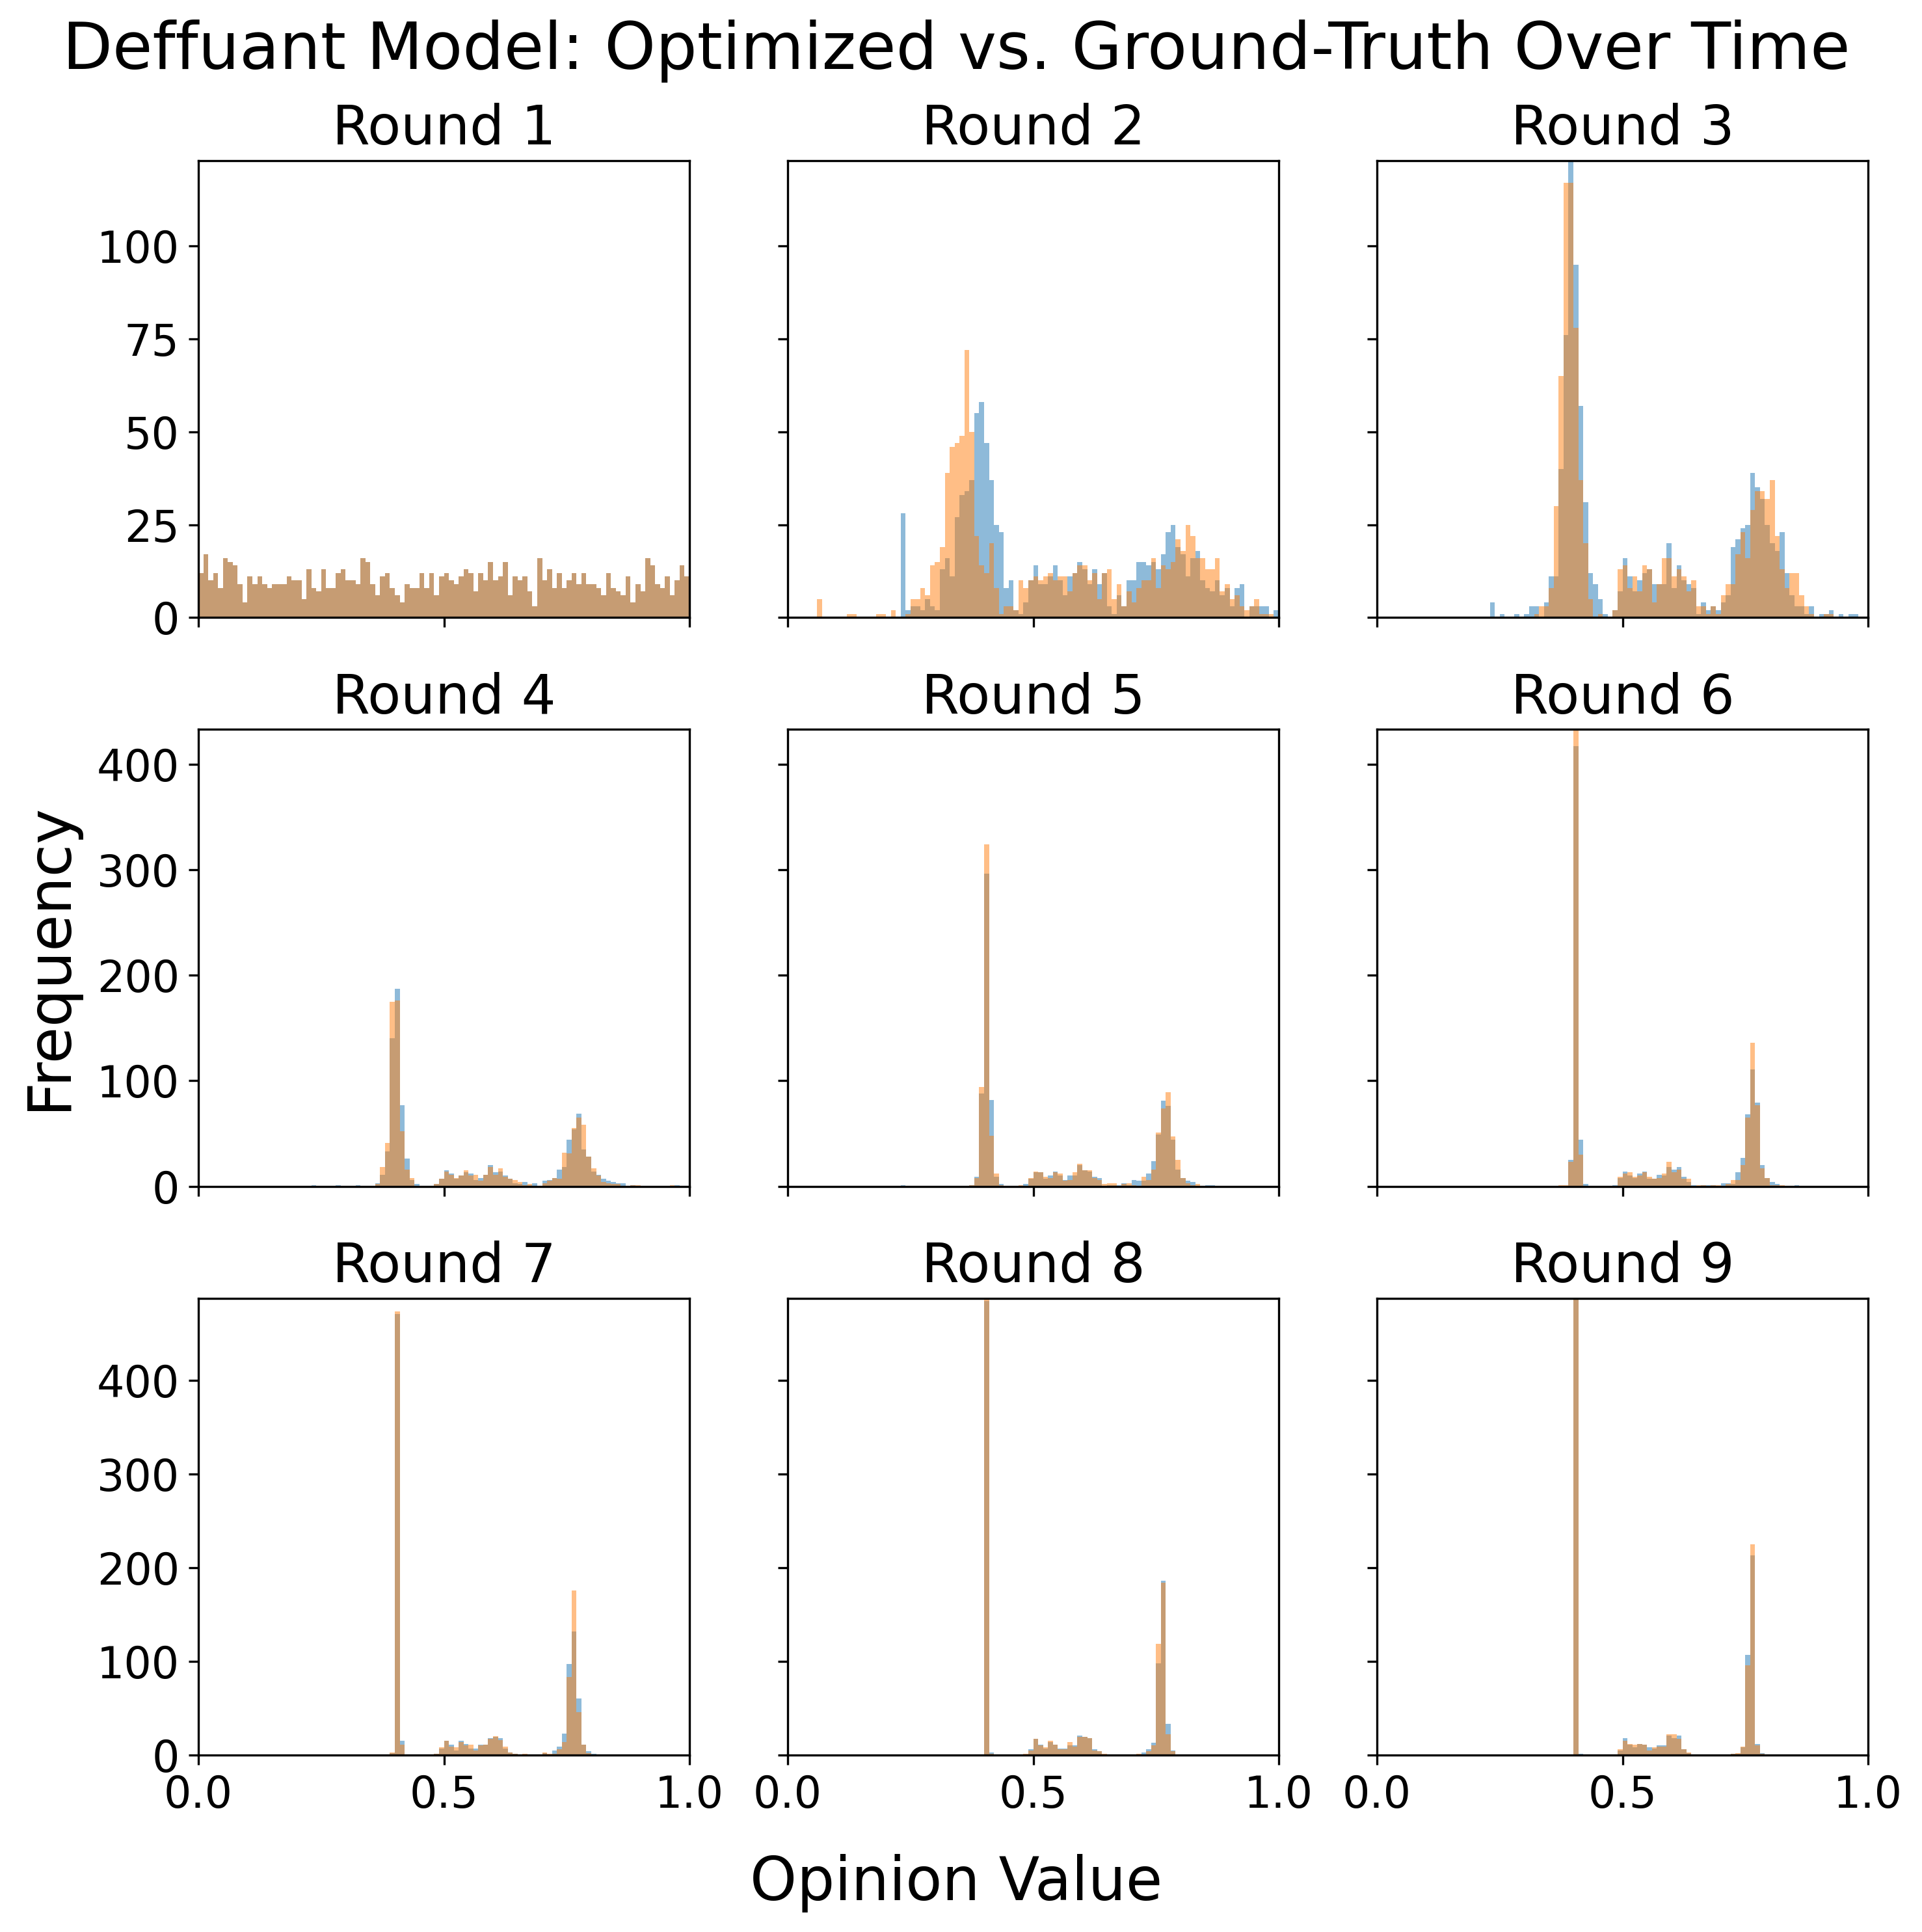 Deffuant Model: Optimized vs. Ground-Truth Over Time
Round 1
Round 2
Round 3
100
75
50
25
0
Round 4
Round 5
Round 6
400
300
200
100
0
Frequency
Round 7
Round 8
Round 9
400
300
200
100
0
0.0 0.5 1.0 0.0 0.5 1.0 0.0 0.5 1.0
Opinion Value